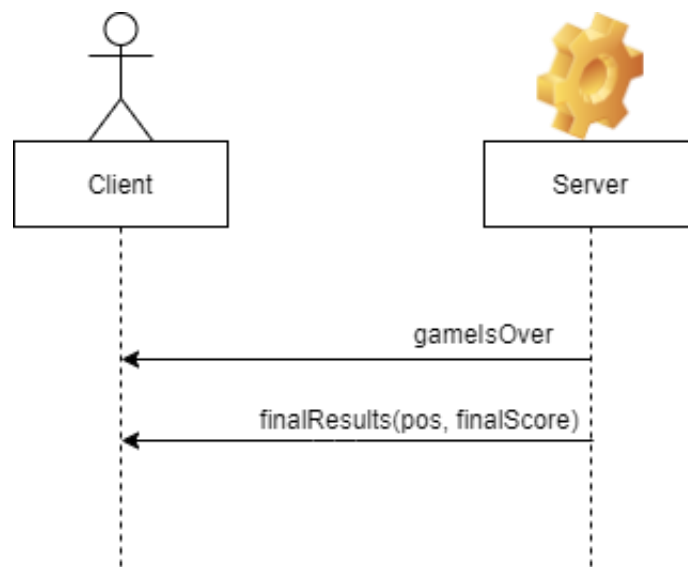 Client
Server
gameIsOver
finalResults(pos, finalScore)